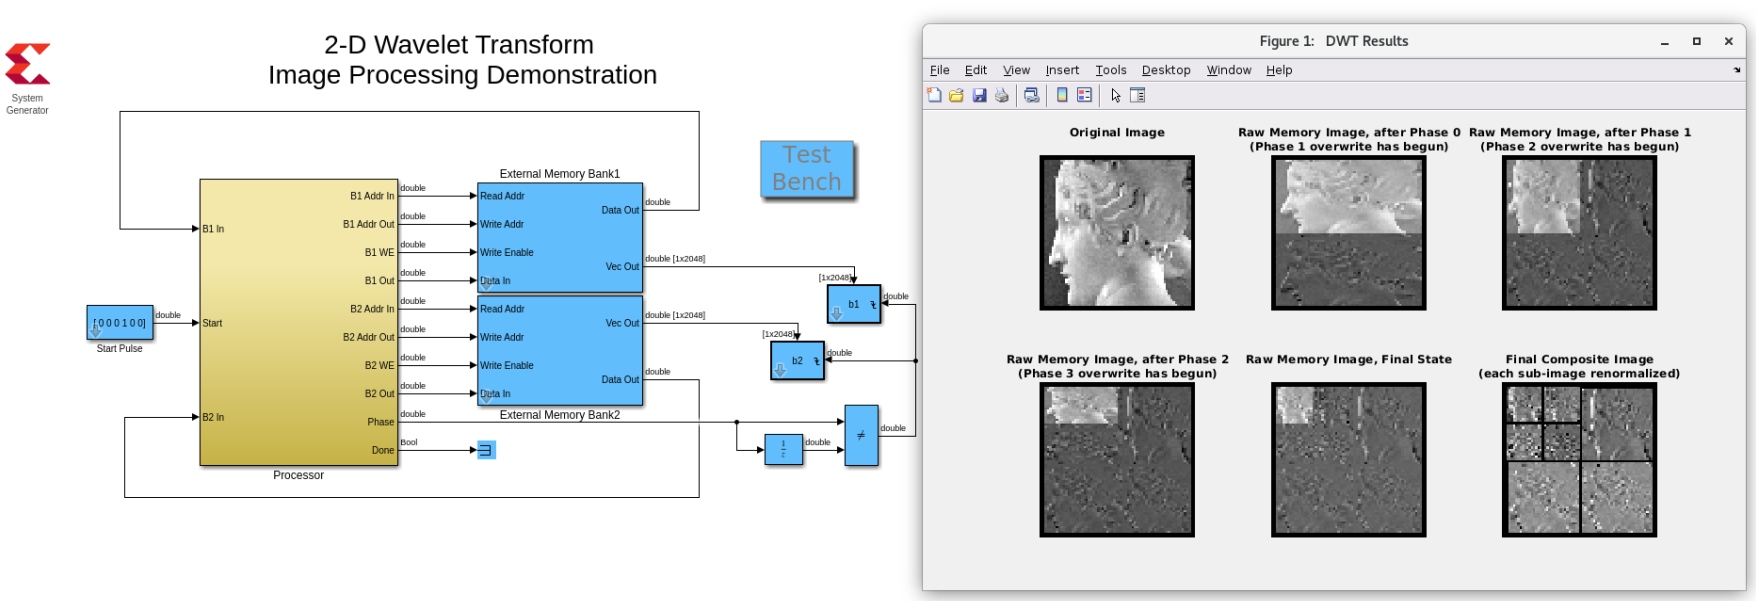 2-D Wavelet Transform
Image Processing Demonstration
System
Generator
B1 In
Start
B2 In
B1 Addr In
B1 Addr Out
B1 WE
B1 Out
B2 Addr In
B2 Addr Out
B2 WE
B2 Out
Phase
Done
Processor
[0 0 0 1 0 0]
Start Pulse
double
double
double
double
double
double
double
double
double
double
Bool
External Memory Bank1
Read Addr
Write Addr
Write Enable
Data In
Data Out
Vec Out
double
double [1x2048]
Read Addr
Write Addr
Write Enable
Data In
Vec Out
Data Out
double [1x2048]
double
External Memory Bank2
Test
Bench
[1x2048]
b1
double
[1x2048]
b2
double
1
z
double
≠
double
Figure 1: DWT Results
File Edit View Insert Tools Desktop Window Help
Original Image
Raw Memory Image, after Phase 0
(Phase 1 overwrite has begun)
Raw Memory Image, after Phase 1
(Phase 2 overwrite has begun)
Raw Memory Image, after Phase 2
(Phase 3 overwrite has begun)
Raw Memory Image, Final State
Final Composite Image
(each sub-image renormalized)